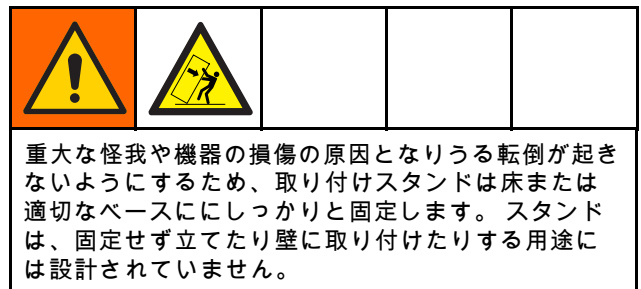 重大な怪我や機器の損傷の原因となりうる転倒が起き
ないようにするため、取り付けスタンドは床または
適切なベースににしっかりと固定します。 スタンド
は、固定せず立てたり壁に取り付けたりする用途に
は設計されていません。